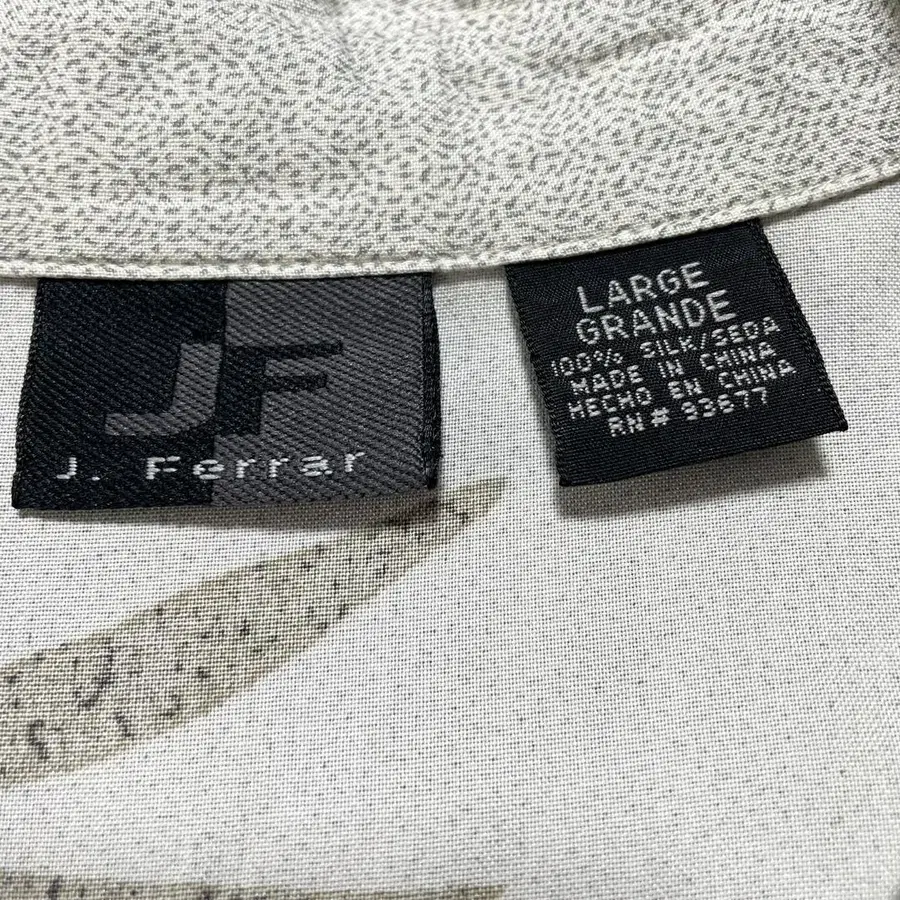 JF
J. Ferrar
LARGE
GRANDE
100% SILK/SEDA
MADE IN CHINA
HECHO EN CHINA
RN# 93677